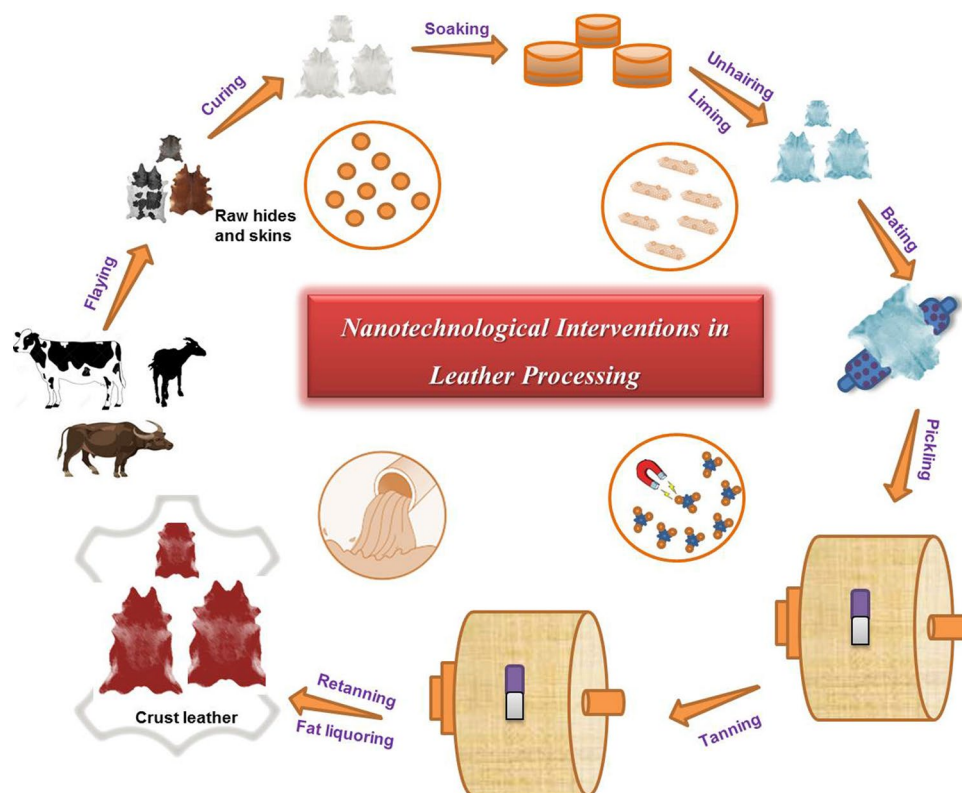 Soaking
Curing
Unhairing
Liming
Raw hides
and skins
Flaying
Bating
Nanotechnological Interventions in
Leather Processing
Pickling
Retanning
Fat liquoring
Crust leather
Tanning